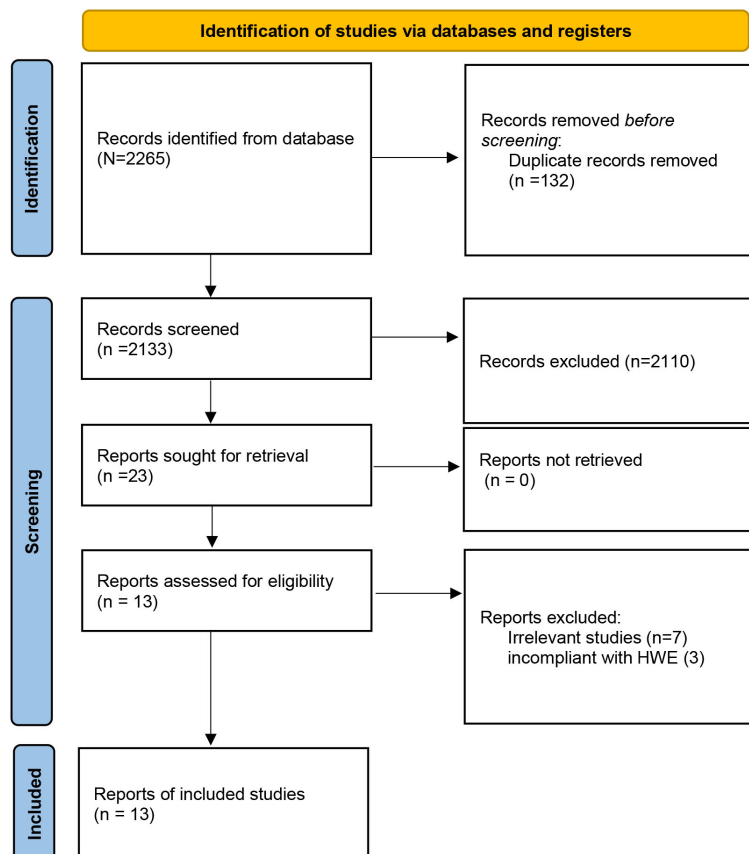 Identification of studies via databases and registers
Identification
Records identified from database
(N=2265)
Records removed before
screening:
Duplicate records removed
(n =132)
Screening
Records screened
(n =2133)
Records excluded (n=2110)
Reports sought for retrieval
(n =23)
Reports not retrieved
(n = 0)
Reports assessed for eligibility
(n = 13)
Reports excluded:
Irrelevant studies (n=7)
incompliant with HWE (3)
Included
Reports of included studies
(n = 13)